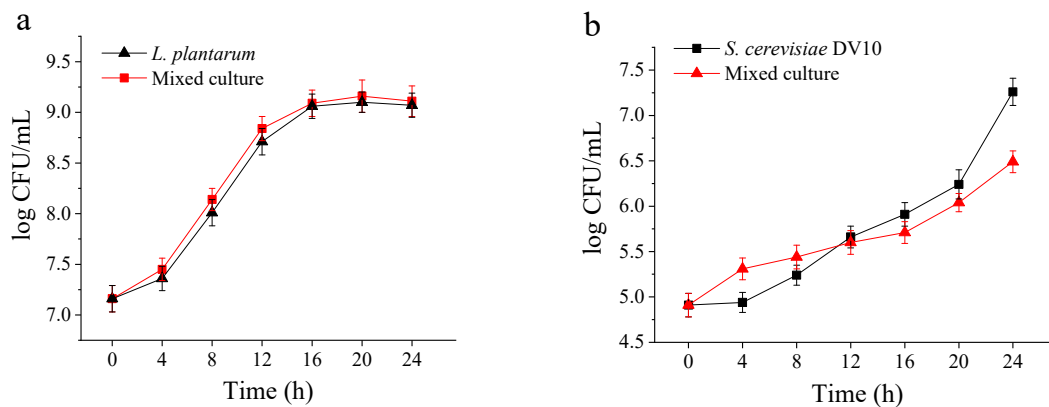 a
L. plantarum
Mixed culture
log CFU/mL
9.5
9.0
8.5
8.0
7.5
7.0
0 4 8 12 16 20 24
Time (h)
b
S. cerevisiae DV10
Mixed culture
log CFU/mL
7.5
7.0
6.5
6.0
5.5
5.0
4.5
0 4 8 12 16 20 24
Time (h)